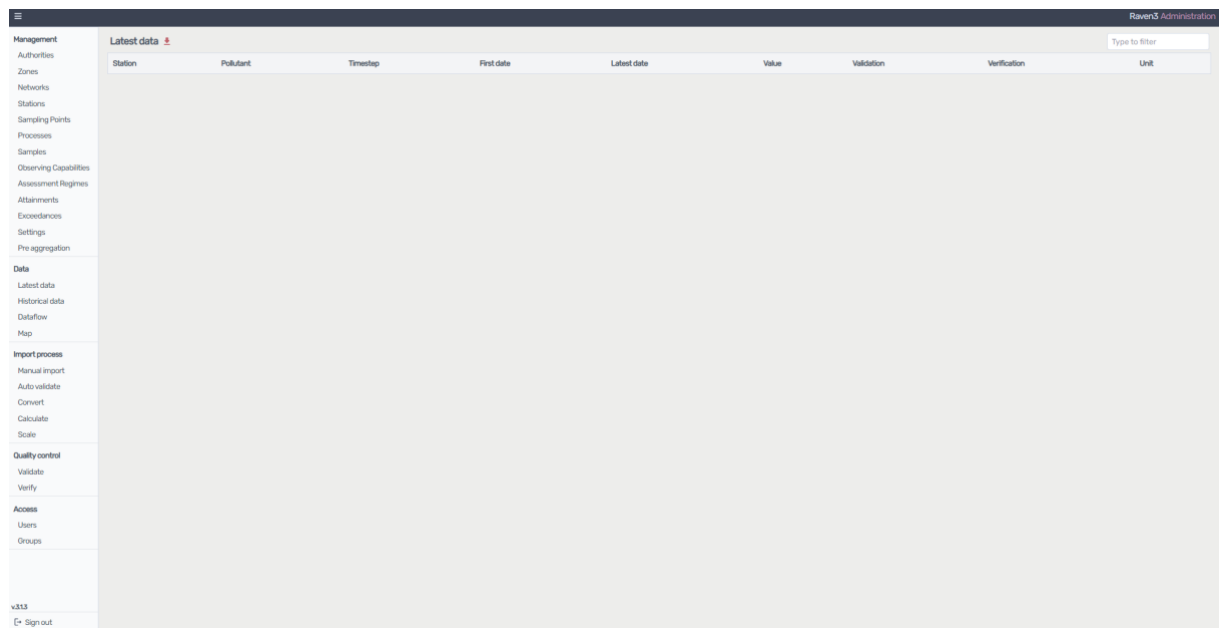 Raven3 Administration
Management
Authorities
Zones
Networks
Stations
Sampling Points
Processes
Samples
Observing Capabilities
Assessment Regimes
Attainments
Exceedances
Settings
Pre aggregation
Data
Latest data
Historical data
Dataflow
Map
Import process
Manual import
Auto validate
Convert
Calculate
Scale
Quality control
Validate
Verify
Access
Users
Groups
v.3.1.3
Sign out
Latest data
Type to filter
Station Pollutant Timestep First date Latest date Value Validation Verification Unit